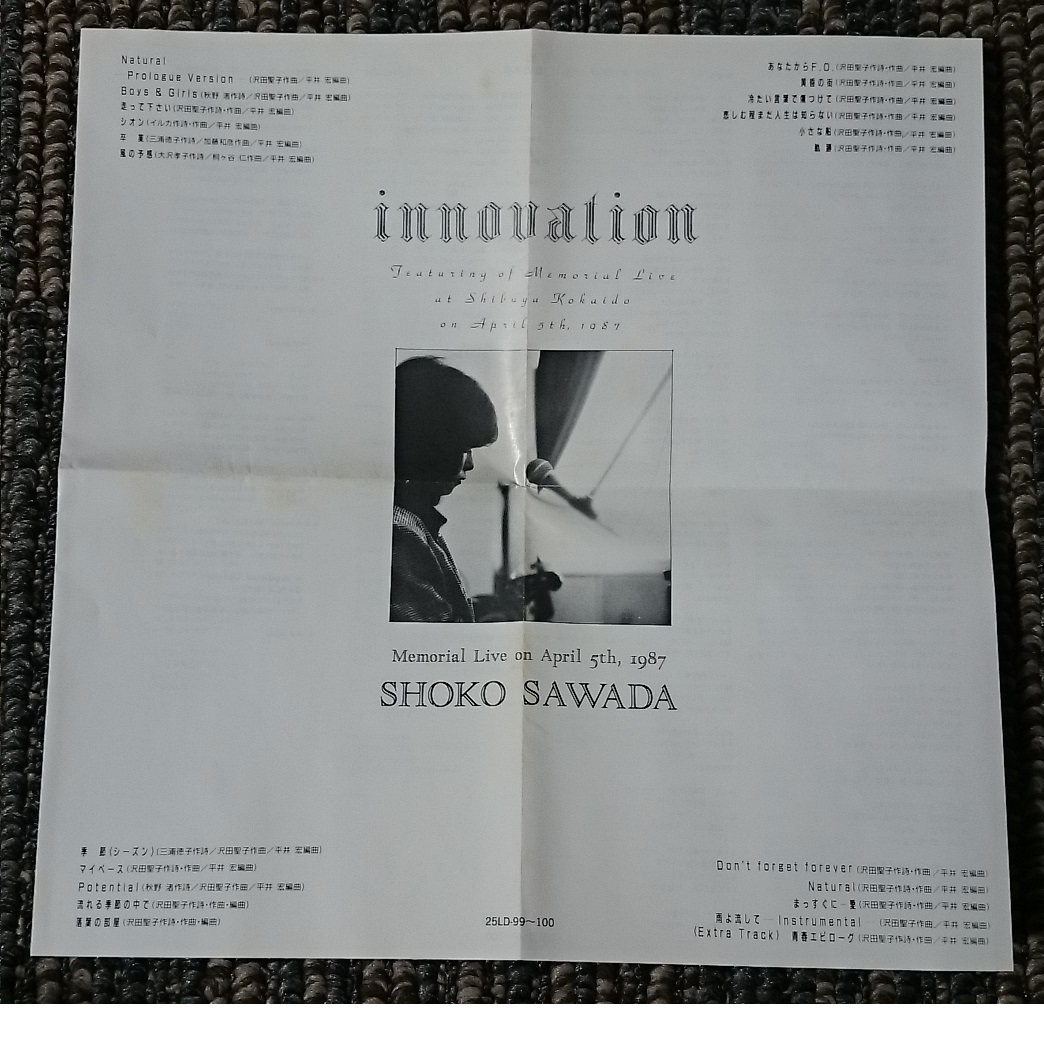 Natural
Prologue Version (沢田聖子作曲／平井 宏編曲)
Boys & Girls (秋野 渚作詩／沢田聖子作曲／平井 宏編曲)
走って下さい (沢田聖子作詩・作曲／平井 宏編曲)
シオン (イルカ作詩・作曲／平井 宏編曲)
卒 業 (三浦徳子作詩／加藤和彦作曲／平井 宏編曲)
風の予感 (大沢孝子作詩／桐ヶ谷 仁作曲／平井 宏編曲)
あなたからF.O. (沢田聖子作詩・作曲／平井 宏編曲)
黄昏の街 (沢田聖子作詩・作曲／平井 宏編曲)
冷たい言葉で傷つけて (沢田聖子作詩・作曲／平井 宏編曲)
悲しむ程まだ人生は知らない (沢田聖子作詩・作曲／平井 宏編曲)
小さな船 (沢田聖子作詩・作曲／平井 宏編曲)
軌 跡 (沢田聖子作詩・作曲／平井 宏編曲)
innovation
Featuring of Memorial Live
at Shibuya Kokaido
on April 5th, 1987
Memorial Live on April 5th, 1987
SHOKO SAWADA
季 節(シーズン) (三浦徳子作詩／沢田聖子作曲／平井 宏編曲)
マイペース (沢田聖子作詩・作曲／平井 宏編曲)
Potential (秋野 渚作詩／沢田聖子作曲／平井 宏編曲)
流れる季節の中で (沢田聖子作詩・作曲・編曲)
落葉の部屋 (沢田聖子作詩・作曲・編曲)
25LD-99～100
Don't forget forever (沢田聖子作詩・作曲／平井 宏編曲)
Natural (沢田聖子作詩・作曲／平井 宏編曲)
まっすぐに－愛 (沢田聖子作詩・作曲／平井 宏編曲)
雨よ流して－Instrumental－ (沢田聖子作詩・作曲／平井 宏編曲)
(Extra Track) 青春エピローグ (沢田聖子作詩・作曲／平井 宏編曲)